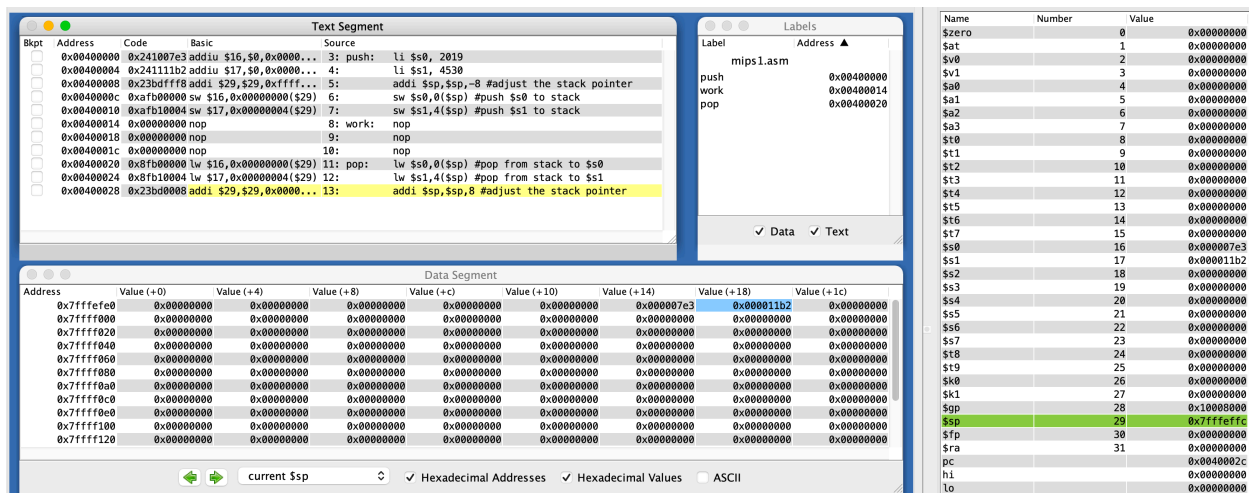 Text Segment
Bkpt Address Code Basic Source
0x00400000 0x241007e3 addiu $16,$0,0x0000... 3: push: li $s0, 2019
0x00400004 0x241111b2 addiu $17,$0,0x0000... 4: li $s1, 4530
0x00400008 0x23bdfff8 addi $29,$29,0xffff... 5: addi $sp,$sp,-8 #adjust the stack pointer
0x0040000c 0xafb00000 sw $16,0x00000000($29) 6: sw $s0,0($sp) #push $s0 to stack
0x00400010 0xafb10004 sw $17,0x00000004($29) 7: sw $s1,4($sp) #push $s1 to stack
0x00400014 0x00000000 nop 8: work: nop
0x00400018 0x00000000 nop 9: nop
0x0040001c 0x00000000 nop 10: nop
0x00400020 0x8fb00000 lw $16,0x00000000($29) 11: pop: lw $s0,0($sp) #pop from stack to $s0
0x00400024 0x8fb10004 lw $17,0x00000004($29) 12: lw $s1,4($sp) #pop from stack to $s1
0x00400028 0x23bd0008 addi $29,$29,0x0000... 13: addi $sp,$sp,8 #adjust the stack pointer
Labels
Label Address ▲
mips1.asm
push 0x00400000
work 0x00400014
pop 0x00400020
✓ Data ✓ Text
Data Segment
Address Value (+0) Value (+4) Value (+8) Value (+c) Value (+10) Value (+14) Value (+18) Value (+1c)
0x7fffefe0 0x00000000 0x00000000 0x00000000 0x00000000 0x00000000 0x000007e3 0x000011b2 0x00000000
0x7ffff000 0x00000000 0x00000000 0x00000000 0x00000000 0x00000000 0x00000000 0x00000000 0x00000000
0x7ffff020 0x00000000 0x00000000 0x00000000 0x00000000 0x00000000 0x00000000 0x00000000 0x00000000
0x7ffff040 0x00000000 0x00000000 0x00000000 0x00000000 0x00000000 0x00000000 0x00000000 0x00000000
0x7ffff060 0x00000000 0x00000000 0x00000000 0x00000000 0x00000000 0x00000000 0x00000000 0x00000000
0x7ffff080 0x00000000 0x00000000 0x00000000 0x00000000 0x00000000 0x00000000 0x00000000 0x00000000
0x7ffff0a0 0x00000000 0x00000000 0x00000000 0x00000000 0x00000000 0x00000000 0x00000000 0x00000000
0x7ffff0c0 0x00000000 0x00000000 0x00000000 0x00000000 0x00000000 0x00000000 0x00000000 0x00000000
0x7ffff0e0 0x00000000 0x00000000 0x00000000 0x00000000 0x00000000 0x00000000 0x00000000 0x00000000
0x7ffff100 0x00000000 0x00000000 0x00000000 0x00000000 0x00000000 0x00000000 0x00000000 0x00000000
0x7ffff120 0x00000000 0x00000000 0x00000000 0x00000000 0x00000000 0x00000000 0x00000000 0x00000000
current $sp ✓ Hexadecimal Addresses ✓ Hexadecimal Values ASCII
Name Number Value
$zero 0 0x00000000
$at 1 0x00000000
$v0 2 0x00000000
$v1 3 0x00000000
$a0 4 0x00000000
$a1 5 0x00000000
$a2 6 0x00000000
$a3 7 0x00000000
$t0 8 0x00000000
$t1 9 0x00000000
$t2 10 0x00000000
$t3 11 0x00000000
$t4 12 0x00000000
$t5 13 0x00000000
$t6 14 0x00000000
$t7 15 0x00000000
$s0 16 0x000007e3
$s1 17 0x000011b2
$s2 18 0x00000000
$s3 19 0x00000000
$s4 20 0x00000000
$s5 21 0x00000000
$s6 22 0x00000000
$s7 23 0x00000000
$t8 24 0x00000000
$t9 25 0x00000000
$k0 26 0x00000000
$k1 27 0x00000000
$gp 28 0x10008000
$sp 29 0x7fffeffc
$fp 30 0x00000000
$ra 31 0x00000000
pc 0x0040002c
hi 0x00000000
lo 0x00000000